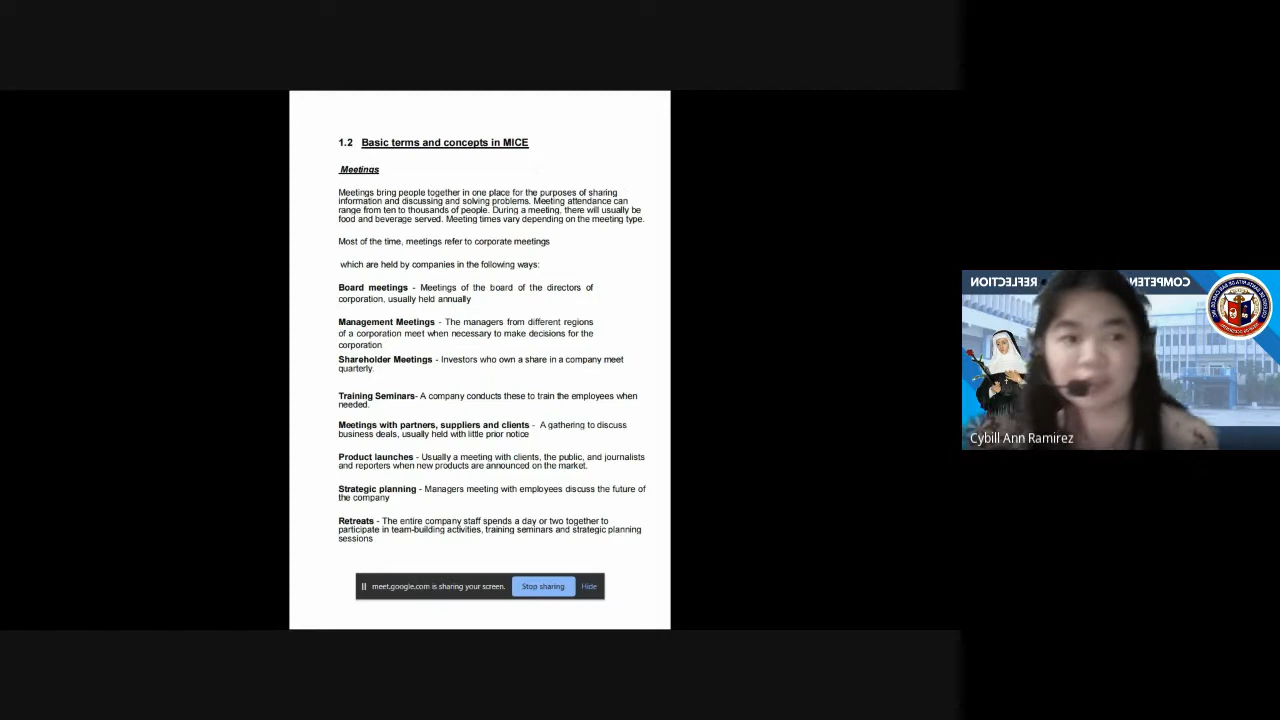 1.2 Basic terms and concepts in MICE
Meetings
Meetings bring people together in one place for the purposes of sharing
information and discussing and solving problems. Meeting attendance can
range from ten to thousands of people. During a meeting, there will usually be
food and beverage served. Meeting times vary depending on the meeting type.
Most of the time, meetings refer to corporate meetings
which are held by companies in the following ways:
Board meetings - Meetings of the board of the directors of
corporation, usually held annually
Management Meetings - The managers from different regions
of a corporation meet when necessary to make decisions for the
corporation
Shareholder Meetings - Investors who own a share in a company meet
quarterly.
Training Seminars- A company conducts these to train the employees when
needed.
Meetings with partners, suppliers and clients - A gathering to discuss
business deals, usually held with little prior notice
Product launches - Usually a meeting with clients, the public, and journalists
and reporters when new products are announced on the market.
Strategic planning - Managers meeting with employees discuss the future of
the company
Retreats - The entire company staff spends a day or two together to
participate in team-building activities, training seminars and strategic planning
sessions
meet.google.com is sharing your screen. Stop sharing Hide
REFLECTION COMPETEN
Cybill Ann Ramirez